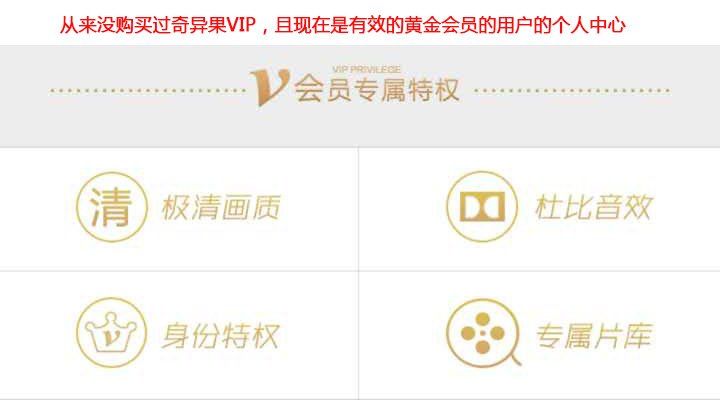 从来没购买过奇异果VIP，且现在是有效的黄金会员的用户的个人中心
VIP PRIVILEGE
V会员专属特权
清 极清画质
杜比音效
V 身份特权
专属片库